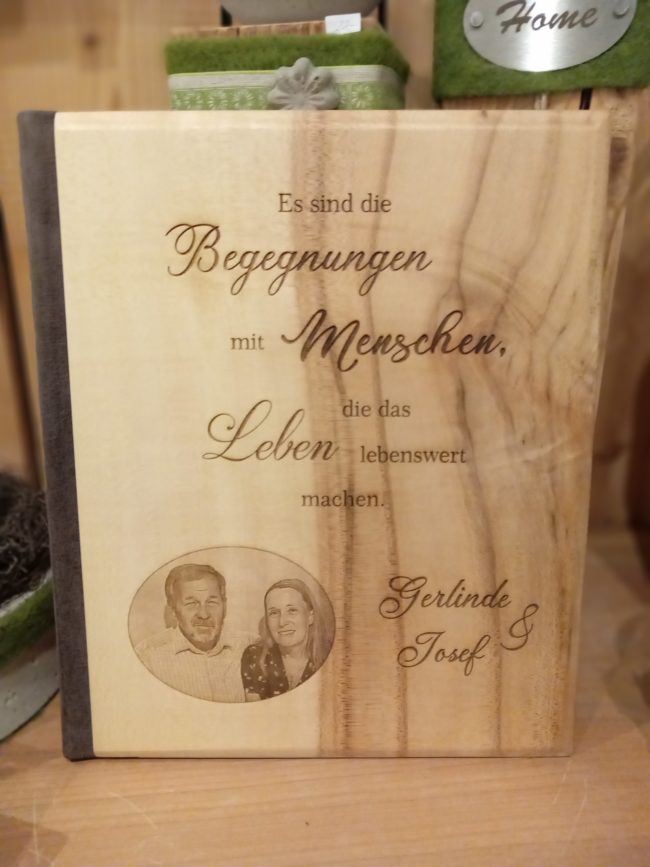 Home
Es sind die
Begegnungen
mit Menschen,
die das
Leben lebenswert
machen.
Gerlinde
&
Josef